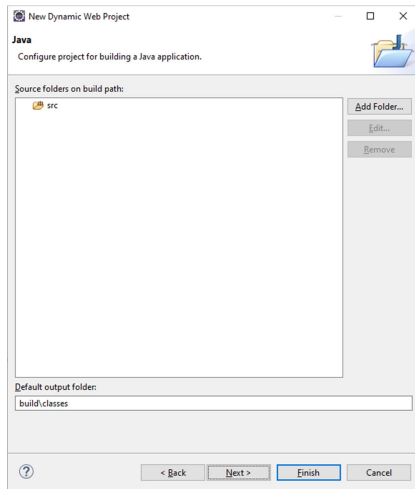 New Dynamic Web Project
Java
Configure project for building a Java application.
Source folders on build path:
src
Add Folder...
Edit...
Remove
Default output folder:
build\classes
?
< Back
Next >
Finish
Cancel